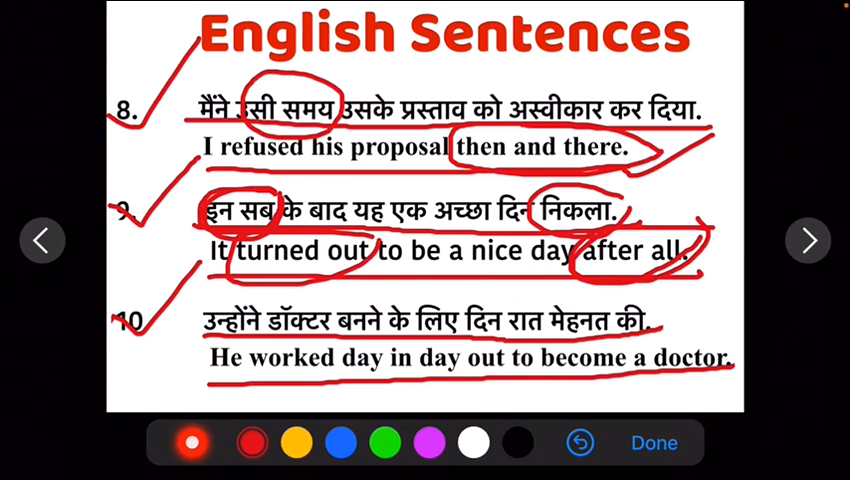 English Sentences
8. मैंने उसी समय उसके प्रस्ताव को अस्वीकार कर दिया.
I refused his proposal then and there.
9. इन सब के बाद यह एक अच्छा दिन निकला.
It turned out to be a nice day after all.
10 उन्होंने डॉक्टर बनने के लिए दिन रात मेहनत की.
He worked day in day out to become a doctor.
Done